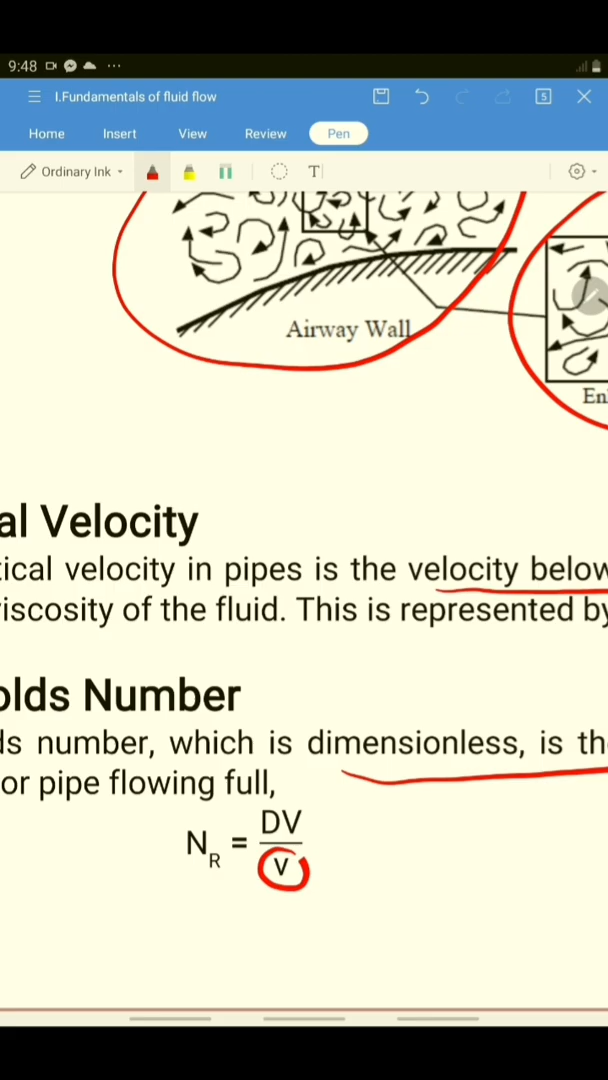 9:48
I.Fundamentals of fluid flow
5
Home Insert View Review Pen
Ordinary Ink T
Airway Wall
al Velocity
tical velocity in pipes is the velocity below
iscosity of the fluid. This is represented by
olds Number
ds number, which is dimensionless, is th
or pipe flowing full,
N_R = DV
v